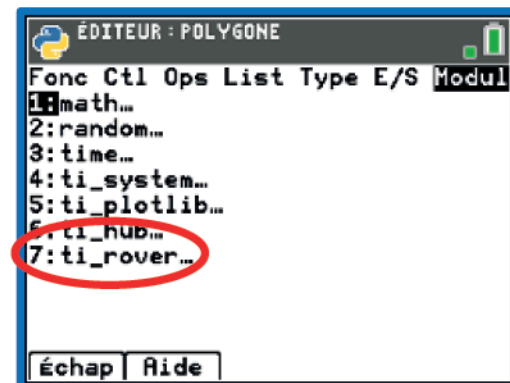 ÉDITEUR : POLYGONE
Fonc Ctl Ops List Type E/S Modul
1:math…
2:random…
3:time…
4:ti_system…
5:ti_plotlib…
6:ti_hub…
7:ti_rover…
Échap Aide